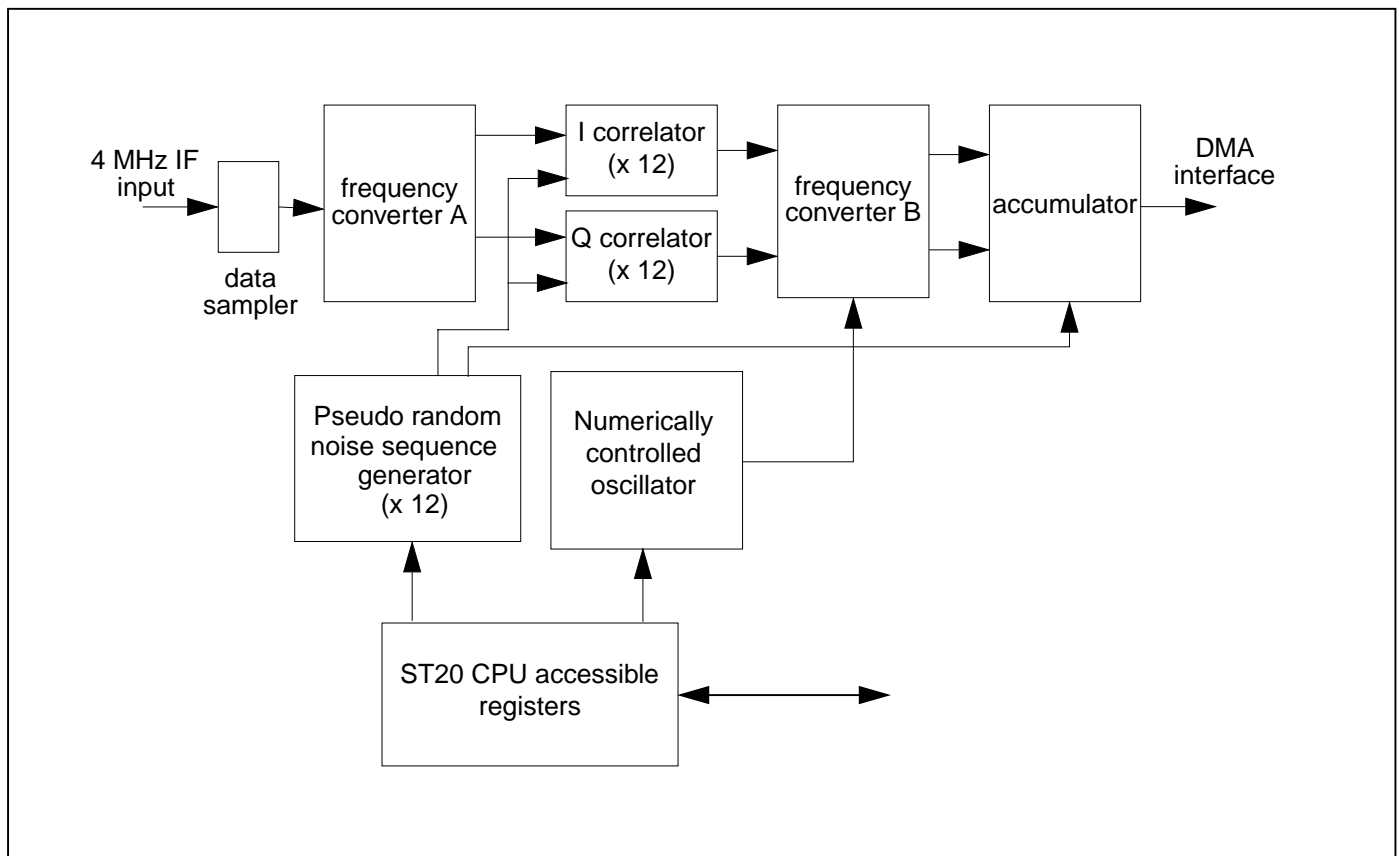 4 MHz IF
input
data
sampler
frequency
converter A
I correlator
(x 12)
Q correlator
(x 12)
frequency
converter B
accumulator
DMA
interface
Pseudo random
noise sequence
generator
(x 12)
Numerically
controlled
oscillator
ST20 CPU accessible
registers